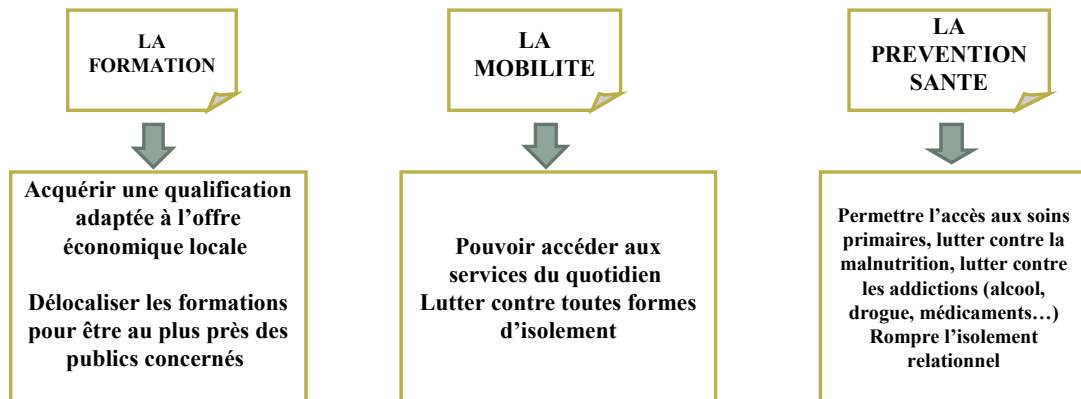 LA
FORMATION
Acquérir une qualification
adaptée à l’offre
économique locale
Délocaliser les formations
pour être au plus près des
publics concernés
LA
MOBILITE
Pouvoir accéder aux
services du quotidien
Lutter contre toutes formes
d’isolement
LA
PREVENTION
SANTE
Permettre l’accès aux soins
primaires, lutter contre la
malnutrition, lutter contre
les addictions (alcool,
drogue, médicaments…)
Rompre l’isolement
relationnel